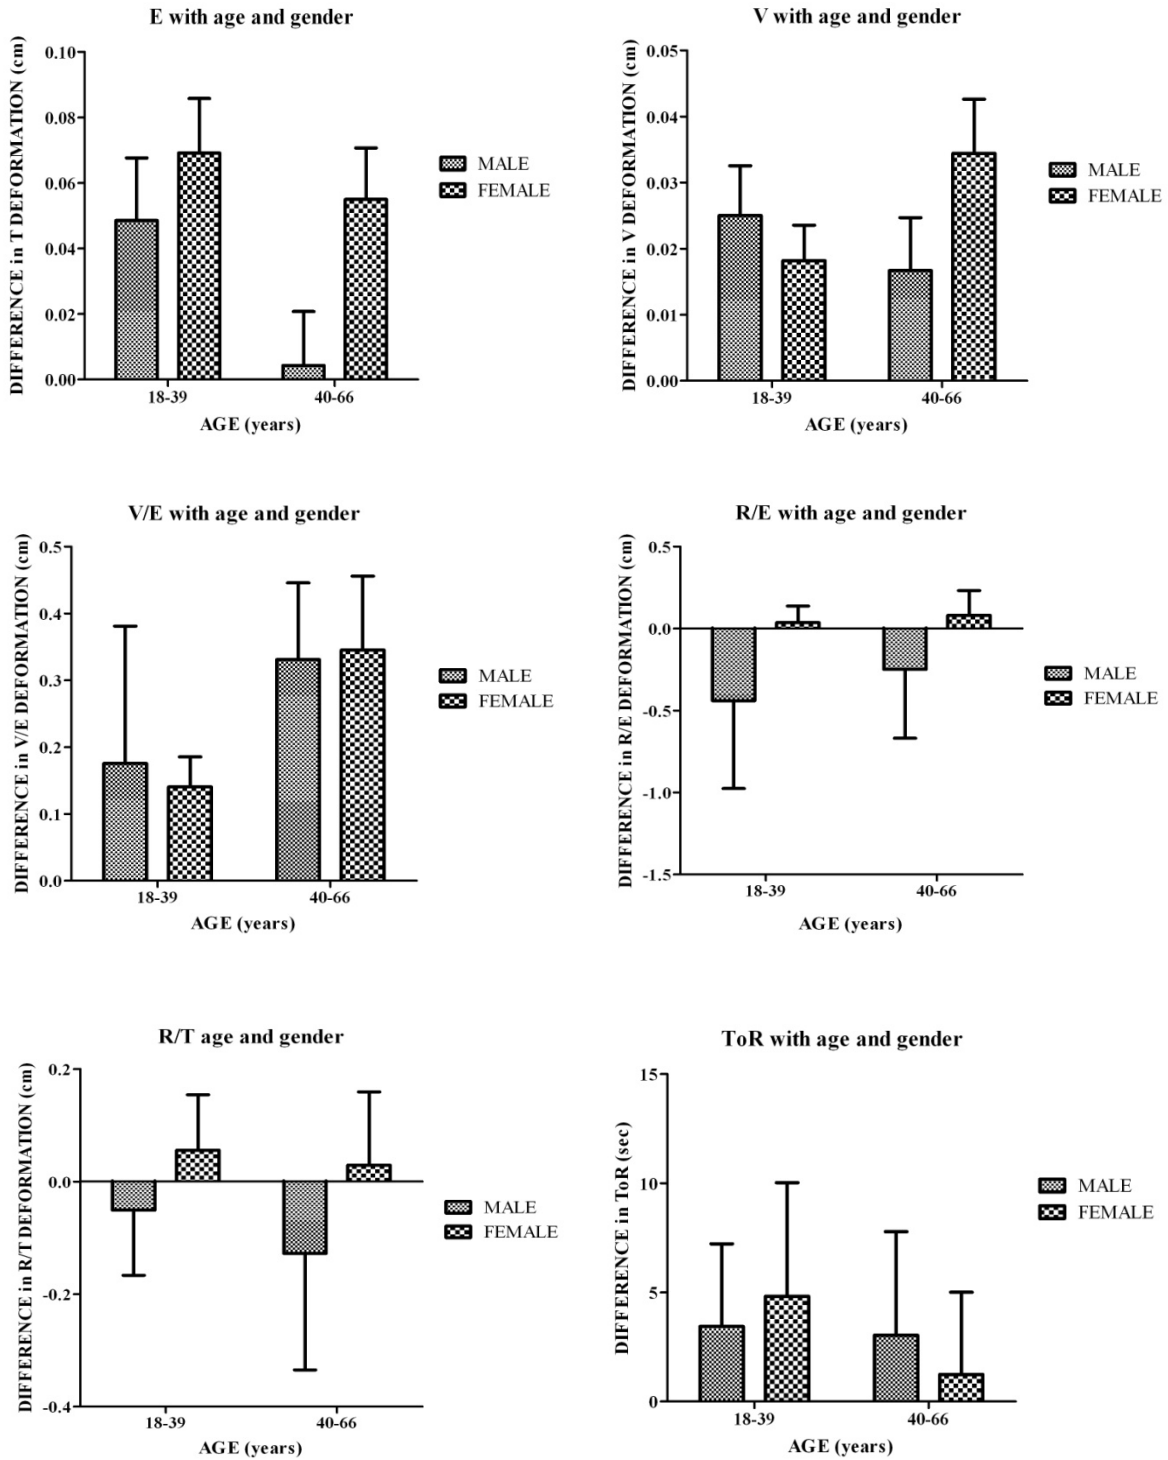 E with age and gender
DIFFERENCE in T DEFORMATION (cm)
0.10
0.08
0.06
0.04
0.02
0.00
18-39
40-66
AGE (years)
MALE
FEMALE
V with age and gender
DIFFERENCE in V DEFORMATION (cm)
0.05
0.04
0.03
0.02
0.01
0.00
18-39
40-66
AGE (years)
MALE
FEMALE
V/E with age and gender
DIFFERENCE in V/E DEFORMATION (cm)
0.5
0.4
0.3
0.2
0.1
0.0
18-39
40-66
AGE (years)
MALE
FEMALE
R/E with age and gender
DIFFERENCE in R/E DEFORMATION (cm)
0.5
0.0
-0.5
-1.0
-1.5
18-39
40-66
AGE (years)
MALE
FEMALE
R/T age and gender
DIFFERENCE in R/T DEFORMATION (cm)
0.2
0.0
-0.2
-0.4
18-39
40-66
AGE (years)
MALE
FEMALE
ToR with age and gender
DIFFERENCE in ToR (sec)
15
10
5
0
18-39
40-66
AGE (years)
MALE
FEMALE